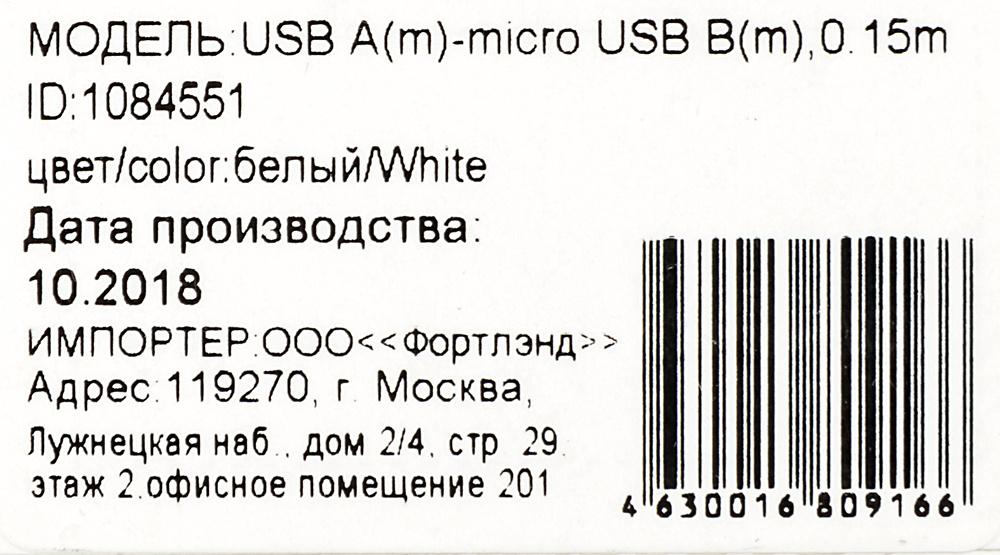 МОДЕЛЬ:USB A(m)-micro USB B(m),0.15m
ID:1084551
цвет/color:белый/White
Дата производства:
10.2018
ИМПОРТЕР:ООО<<Фортлэнд>>
Адрес:119270, г. Москва,
Лужнецкая наб., дом 2/4, стр. 29.
этаж 2.офисное помещение 201
4 630016 809166